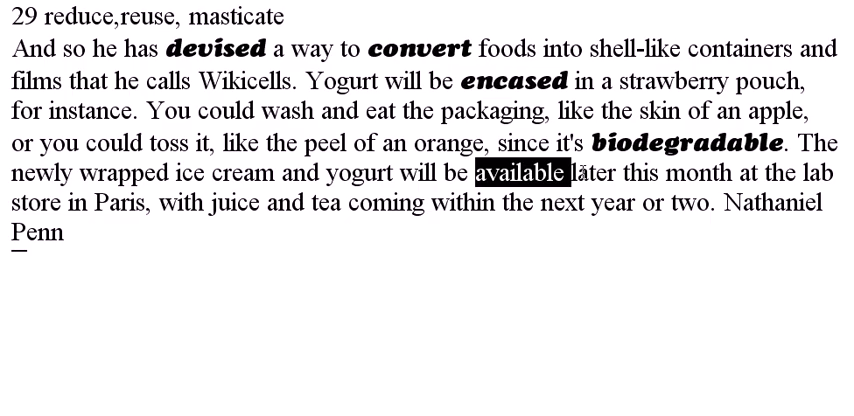 29 reduce,reuse, masticate
And so he has devised a way to convert foods into shell-like containers and
films that he calls Wikicells. Yogurt will be encased in a strawberry pouch,
for instance. You could wash and eat the packaging, like the skin of an apple,
or you could toss it, like the peel of an orange, since it's biodegradable. The
newly wrapped ice cream and yogurt will be available later this month at the lab
store in Paris, with juice and tea coming within the next year or two. Nathaniel
Penn